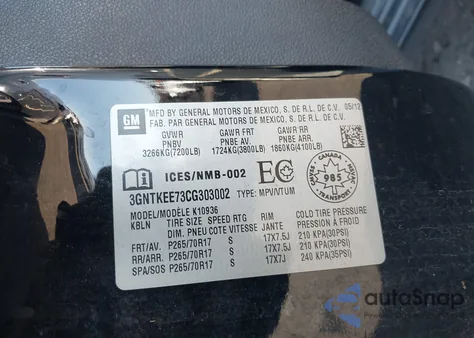 GM
MFD BY GENERAL MOTORS DE MEXICO, S. DE R.L. DE C.V. 05/12
FAB. PAR GENERAL MOTORS DE MEXICO, S. DE R.L. DE C.V.
GVWR GAWR FRT GAWR RR
PNBV PNBE AV. PNBE ARR.
3266KG(7200LB) 1724KG(3800LB) 1860KG(4100LB)
ICES/NMB-002 EC
CANADA
985
TRANSPORT
3GNTKEE73CG303002 TYPE: MPV/VTUM
MODEL/MODÈLE K10936
KBLN TIRE SIZE SPEED RTG RIM COLD TIRE PRESSURE
DIM. PNEU COTE VITESSE JANTE PRESSION À FROID
FRT/AV. P265/70R17 S 17X7.5J 210 KPA(30PSI)
RR/ARR. P265/70R17 S 17X7.5J 210 KPA(30PSI)
SPA/SOS P265/70R17 S 17X7J 240 KPA(35PSI)
autoSnap